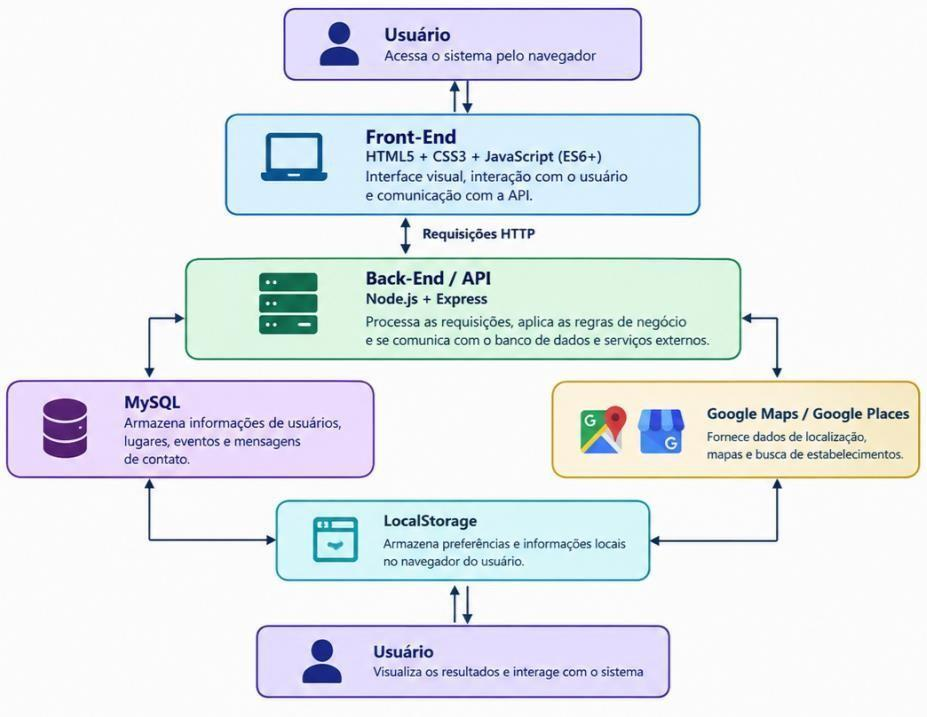 Usuário
Acessa o sistema pelo navegador
Front-End
HTML5 + CSS3 + JavaScript (ES6+)
Interface visual, interação com o usuário
e comunicação com a API.
Requisições HTTP
Back-End / API
Node.js + Express
Processa as requisições, aplica as regras de negócio
e se comunica com o banco de dados e serviços externos.
MySQL
Armazena informações de usuários,
lugares, eventos e mensagens
de contato.
G
G
Google Maps / Google Places
Fornece dados de localização,
mapas e busca de estabelecimentos.
LocalStorage
Armazena preferências e informações locais
no navegador do usuário.
Usuário
Visualiza os resultados e interage com o sistema